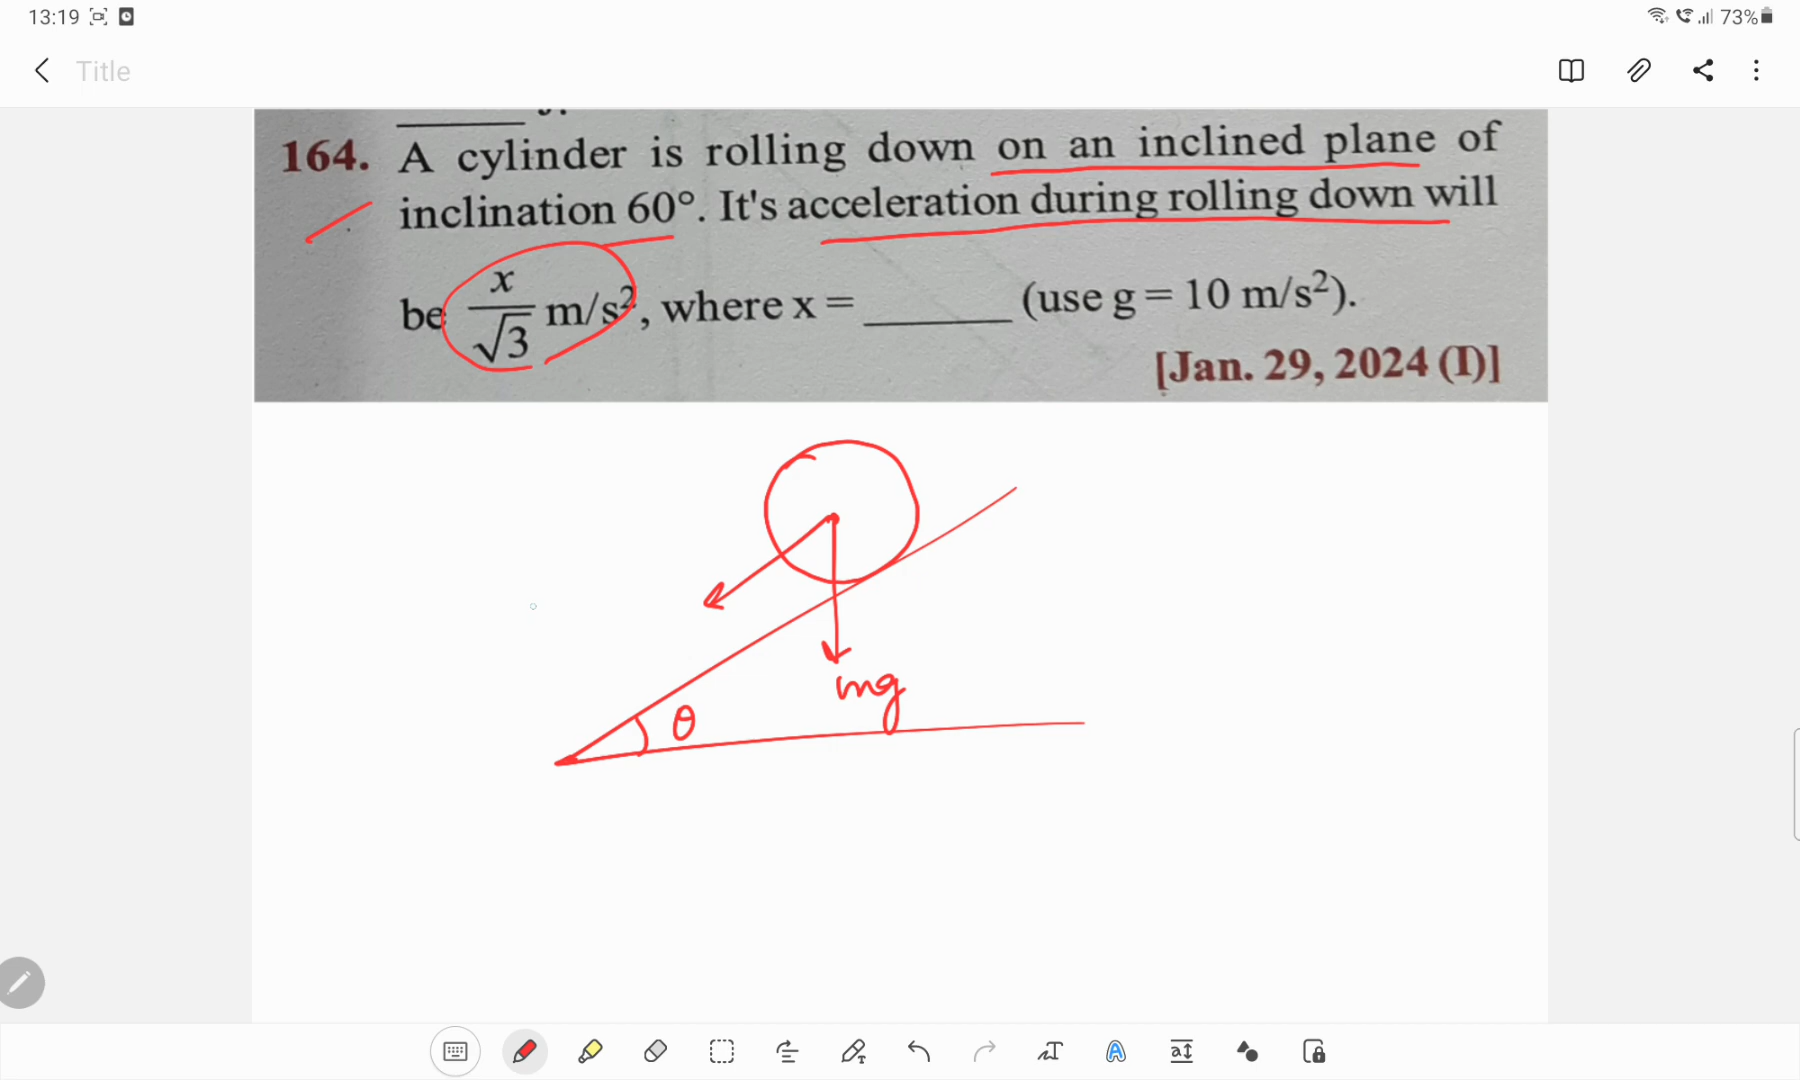 13:19
73%
Title
164. A cylinder is rolling down on an inclined plane of
inclination 60°. It's acceleration during rolling down will
be x/√3 m/s², where x = ______ (use g = 10 m/s²).
[Jan. 29, 2024 (I)]
mg
θ